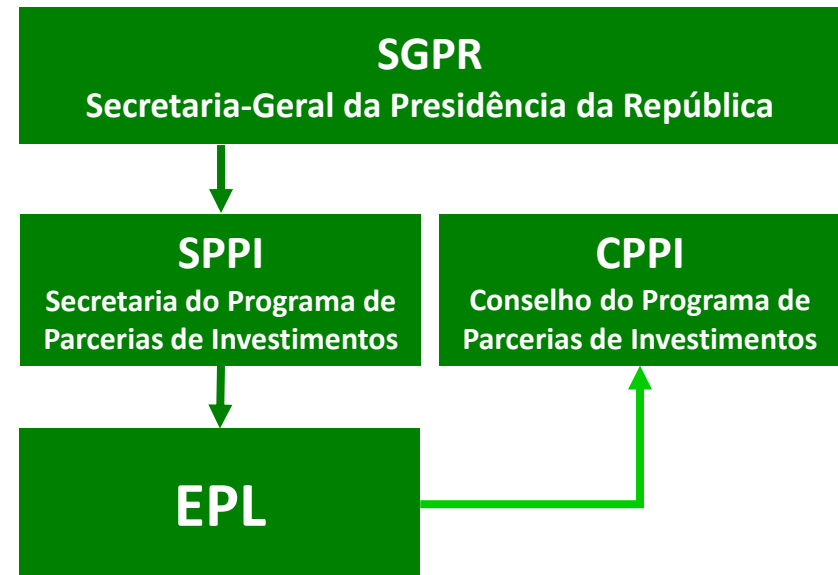 SGPR
Secretaria-Geral da Presidência da República
SPPI
Secretaria do Programa de
Parcerias de Investimentos
CPPI
Conselho do Programa de
Parcerias de Investimentos
EPL